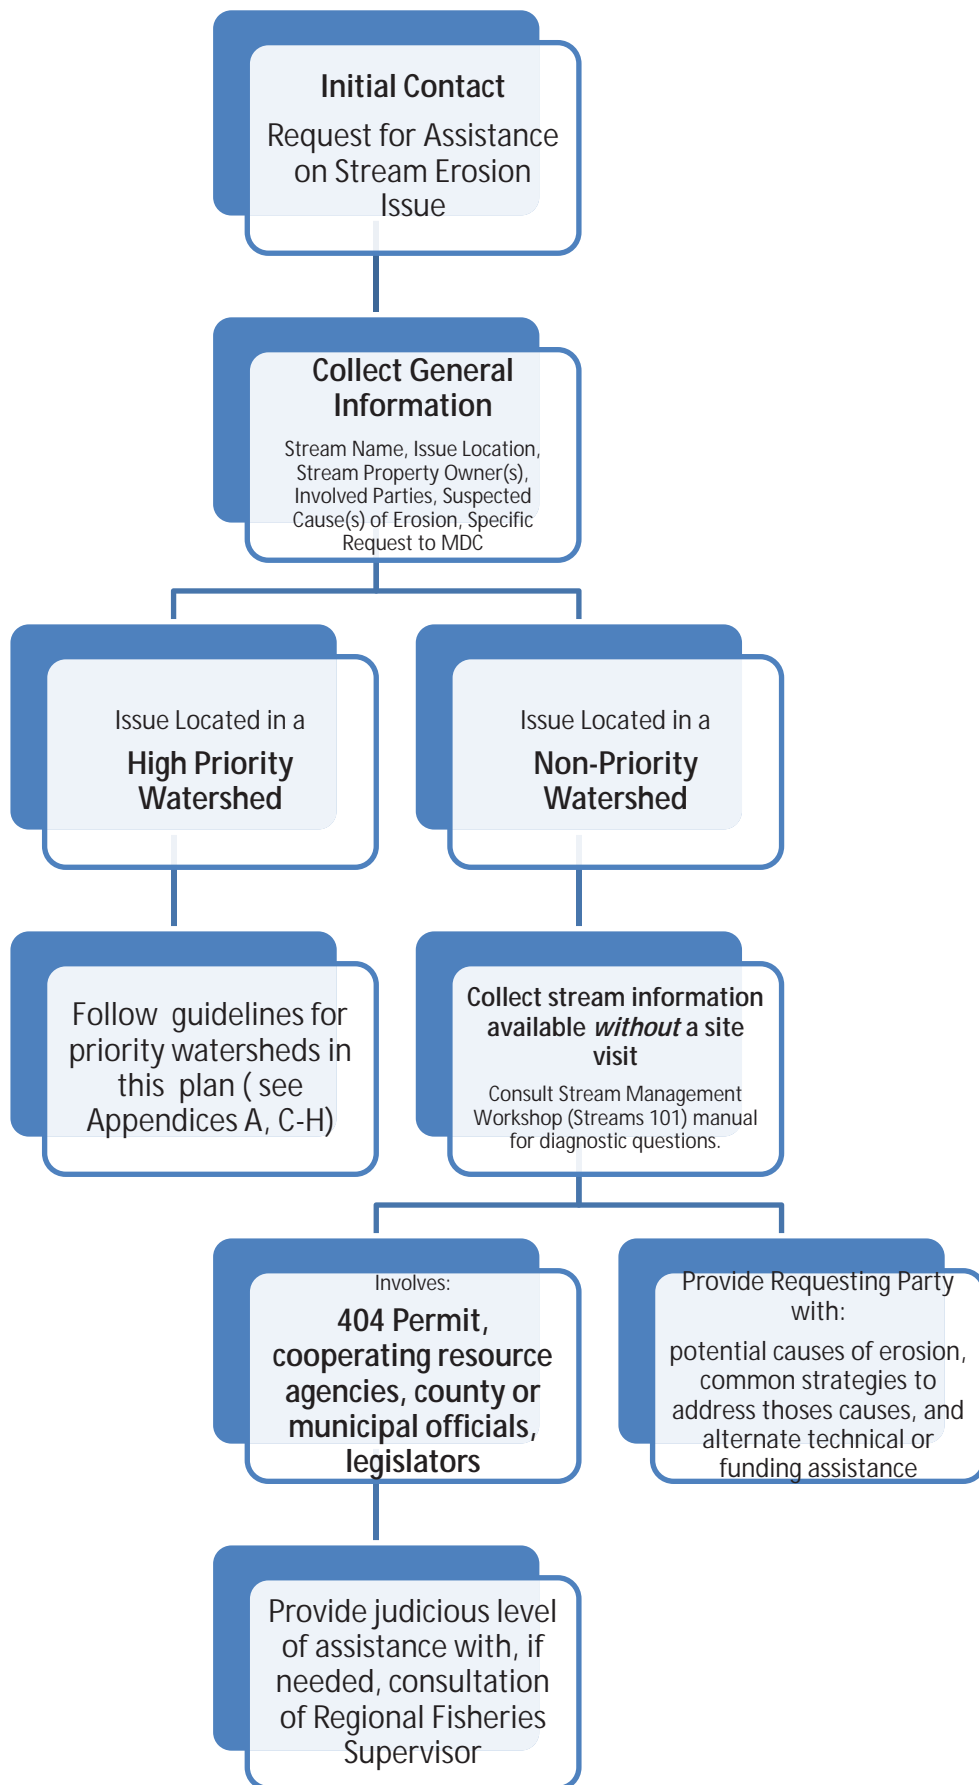 Initial Contact
Request for Assistance
on Stream Erosion
Issue
Collect General
Information
Stream Name, Issue Location,
Stream Property Owner(s),
Involved Parties, Suspected
Cause(s) of Erosion, Specific
Request to MDC
Issue Located in a
High Priority
Watershed
Issue Located in a
Non-Priority
Watershed
Follow guidelines for
priority watersheds in
this plan ( see
Appendices A, C-H)
Collect stream information
available without a site
visit
Consult Stream Management
Workshop (Streams 101) manual
for diagnostic questions.
Involves:
404 Permit,
cooperating resource
agencies, county or
municipal officials,
legislators
Provide Requesting Party
with:
potential causes of erosion,
common strategies to
address thoses causes, and
alternate technical or
funding assistance
Provide judicious level
of assistance with, if
needed, consultation
of Regional Fisheries
Supervisor